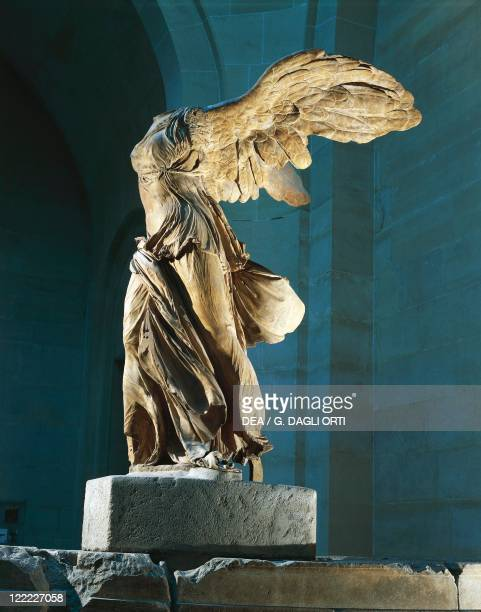 gettyimages
DEA / G. DAGLI ORTI
122227058